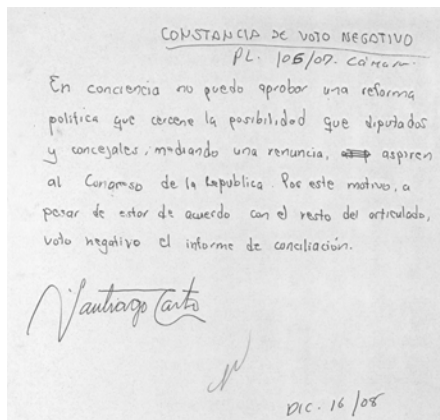 CONSTANCIA DE VOTO NEGATIVO
PL. 106/07. Cámara.
En conciencia no puedo aprobar una reforma
política que cercene la posibilidad que diputados
y concejales, mediando una renuncia, aspiren
al Congreso de la República. Por este motivo, a
pesar de estar de acuerdo con el resto del articulado,
voto negativo el informe de conciliación.
Santiago Castro
DIC. 16/08